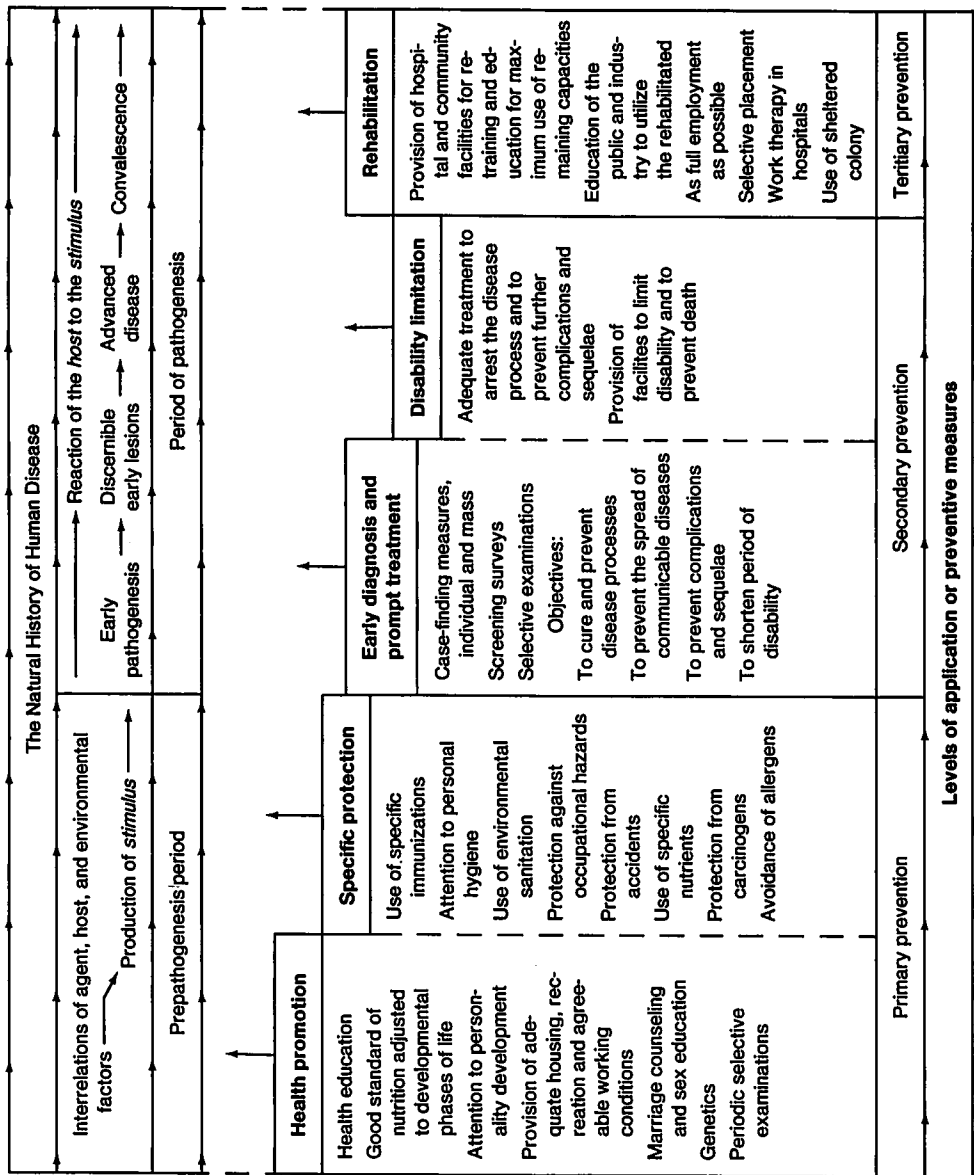 The Natural History of Human Disease
Interrelations of agent, host, and environmental
factors
Production of stimulus
Reaction of the host to the stimulus
Early
pathogenesis
Discernible
early lesions
Advanced
disease
Convalescence
Prepathogenesis period
Period of pathogenesis
Health promotion
Health education
Good standard of
nutrition adjusted
to developmental
phases of life
Attention to person-
ality development
Provision of ade-
quate housing, rec-
reation and agree-
able working
conditions
Marriage counseling
and sex education
Genetics
Periodic selective
examinations
Specific protection
Use of.specific
immunizations
Attention to personal
hygiene
Use of environmental
sanitation
Protection against
occupational hazards
Protection from
accidents
Use of specific
nutrients
Protection from
carcinogens
Avoidance of allergens
Early diagnosis and
prompt treatment
Case-finding measures,
individual and mass
Screening surveys
Selective examinations
Objectives:
To cure and prevent
disease processes
To prevent the spread of
communicable diseases
To prevent complications
and sequelae
To shorten period of
disability
Disability limitation
Adequate treatment to
arrest the disease
process and to
prevent further
complications and
sequelae
Provision of
facilites to limit
disability and to
prevent death
Rehabilitation
Provision of hospi-
tal and community
facilities for re-
training and ed-
ucation for max-
imum use of re-
maining capacities
Education of the
public and indus-
try to utilize
the rehabilitated
As full employment
as possible
Selective placement
Work therapy in
hospitals
Use of sheltered
colony
Primary prevention
Secondary prevention
Tertiary prevention
Levels of application or preventive measures